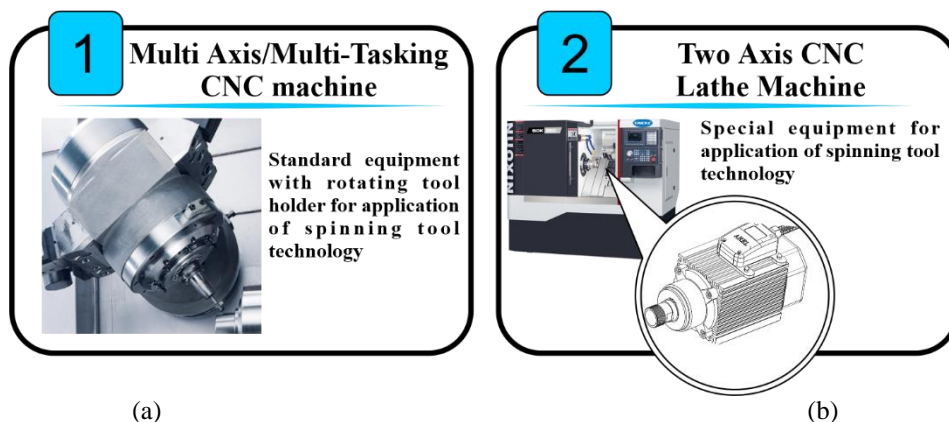 1
Multi Axis/Multi-Tasking
CNC machine
Standard equipment
with rotating tool
holder for application
of spinning tool
technology
2
Two Axis CNC
Lathe Machine
Special equipment for
application of spinning tool
technology
(a)
(b)